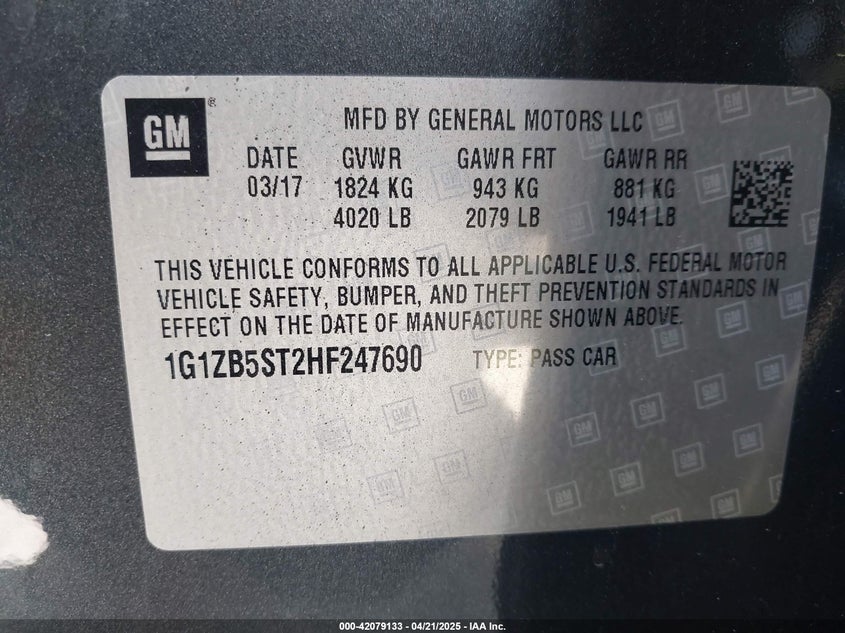 GM ®
MFD BY GENERAL MOTORS LLC
DATE GVWR GAWR FRT GAWR RR
03/17 1824 KG 943 KG 881 KG
4020 LB 2079 LB 1941 LB
THIS VEHICLE CONFORMS TO ALL APPLICABLE U.S. FEDERAL MOTOR
VEHICLE SAFETY, BUMPER, AND THEFT PREVENTION STANDARDS IN
EFFECT ON THE DATE OF MANUFACTURE SHOWN ABOVE.
1G1ZB5ST2HF247690 TYPE: PASS CAR
000-42079133 - 04/21/2025 - IAA Inc.